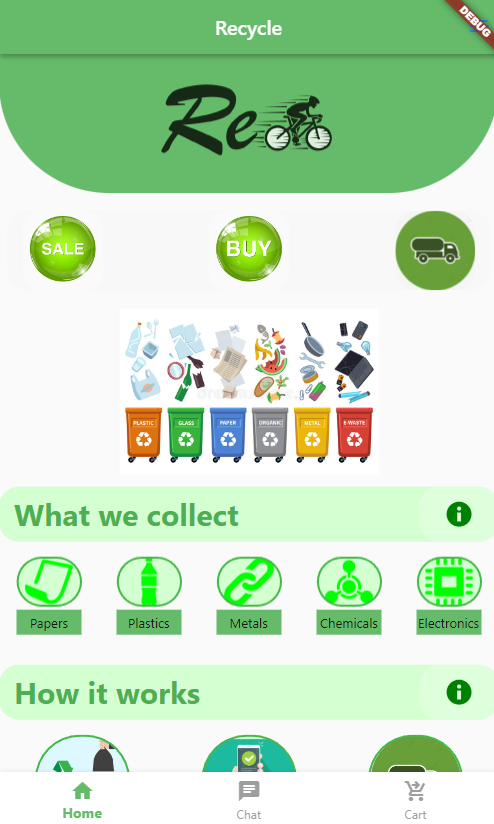 Recycle
DEBUG
Re
SALE
BUY
PLASTIC
GLASS
PAPER
ORGANIC
METAL
E-WASTE
What we collect
Papers
Plastics
Metals
Chemicals
Electronics
How it works
Home
Chat
Cart